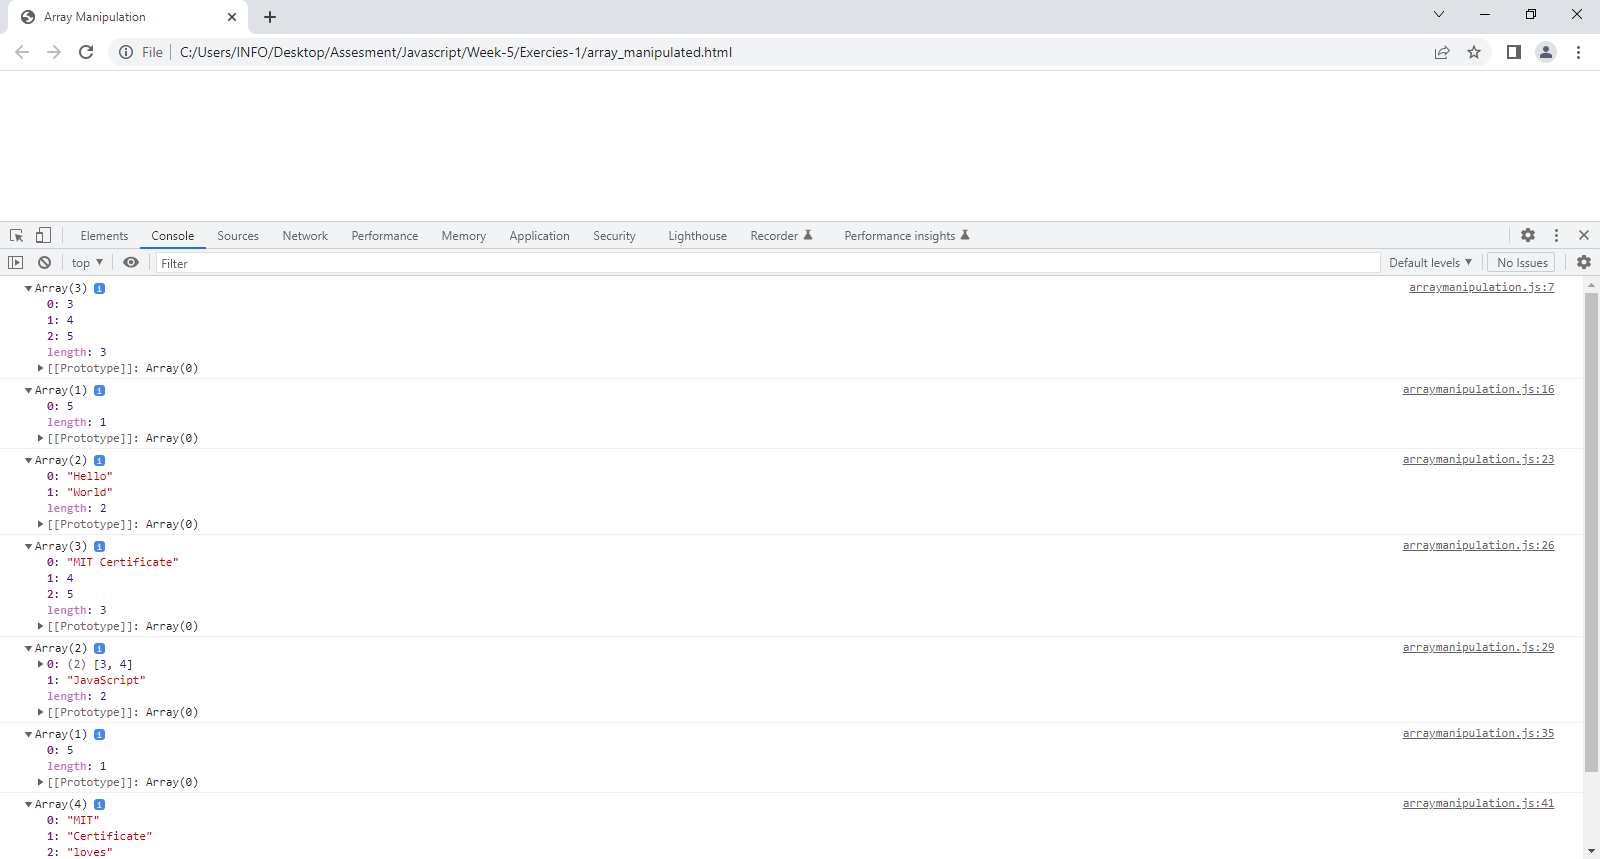 Array Manipulation
File C:/Users/INFO/Desktop/Assesment/Javascript/Week-5/Exercies-1/array_manipulated.html
Elements Console Sources Network Performance Memory Application Security Lighthouse Recorder Performance insights
top Filter Default levels No Issues
Array(3) i arraymanipulation.js:7
0: 3
1: 4
2: 5
length: 3
[[Prototype]]: Array(0)
Array(1) i arraymanipulation.js:16
0: 5
length: 1
[[Prototype]]: Array(0)
Array(2) i arraymanipulation.js:23
0: "Hello"
1: "World"
length: 2
[[Prototype]]: Array(0)
Array(3) i arraymanipulation.js:26
0: "MIT Certificate"
1: 4
2: 5
length: 3
[[Prototype]]: Array(0)
Array(2) i arraymanipulation.js:29
0: (2) [3, 4]
1: "JavaScript"
length: 2
[[Prototype]]: Array(0)
Array(1) i arraymanipulation.js:35
0: 5
length: 1
[[Prototype]]: Array(0)
Array(4) i arraymanipulation.js:41
0: "MIT"
1: "Certificate"
2: "loves"